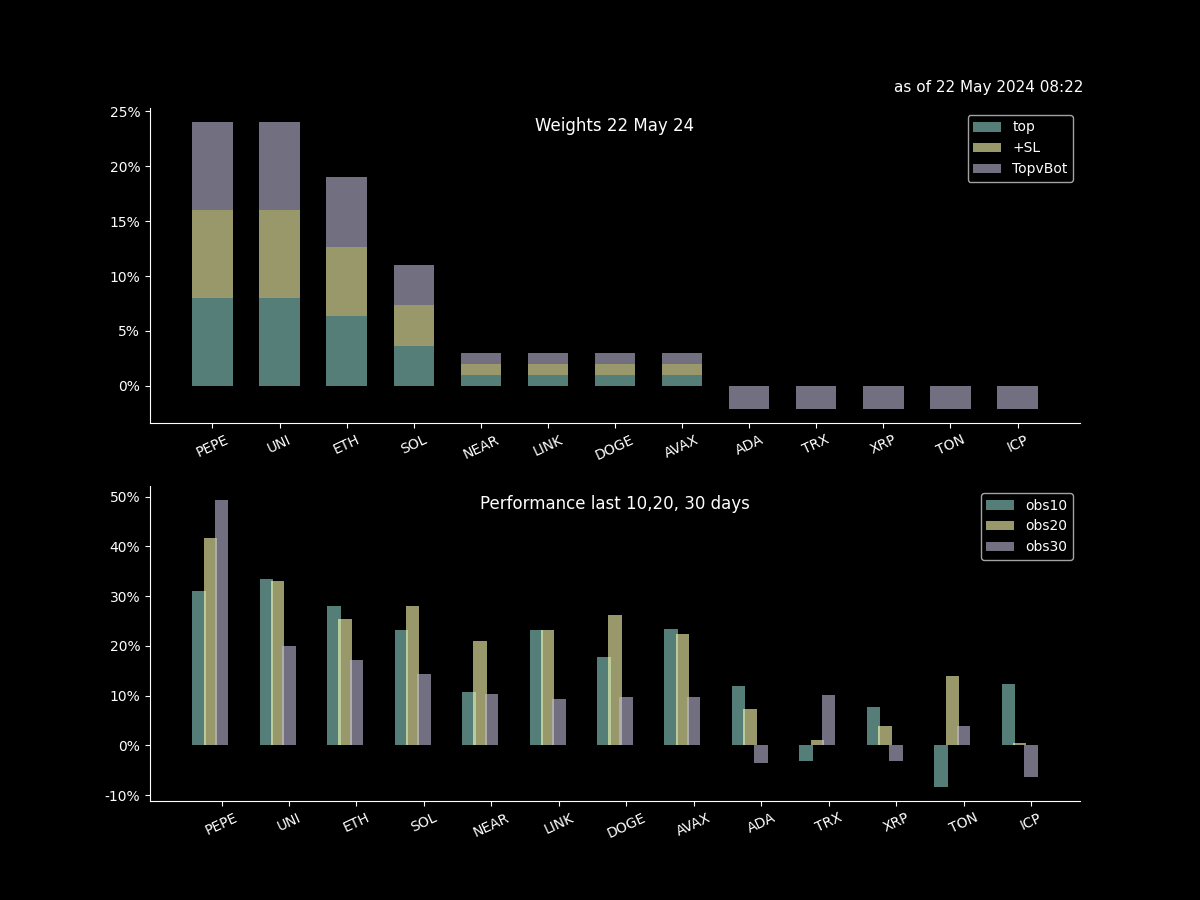 as of 22 May 2024 08:22
Weights 22 May 24
top
+SL
TopvBot
25%
20%
15%
10%
5%
0%
PEPE UNI ETH SOL NEAR LINK DOGE AVAX ADA TRX XRP TON ICP
Performance last 10,20, 30 days
obs10
obs20
obs30
50%
40%
30%
20%
10%
0%
-10%
PEPE UNI ETH SOL NEAR LINK DOGE AVAX ADA TRX XRP TON ICP